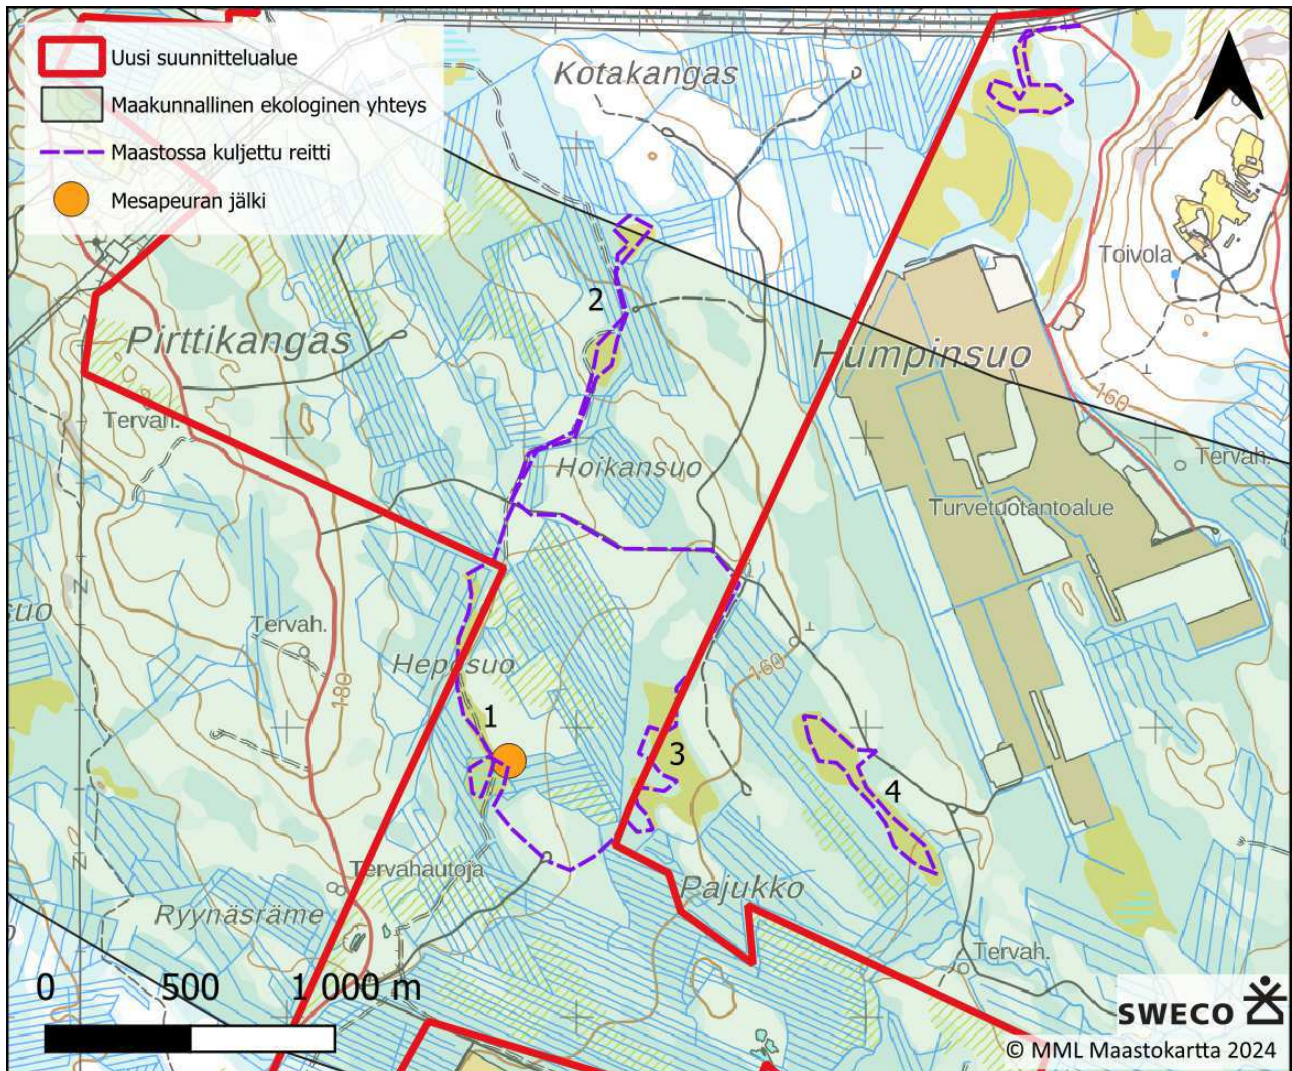 Uusi suunnittelualue
Maakunnallinen ekologinen yhteys
Maastossa kuljettu reitti
Mesapeuran jälki
Kotakangas
Toivola
2
Pirttikangas
Humpinsuo
160
Tervah.
Hoikansuo
Tervah.
Turvetuotantoalue
N
suo
Tervah.
Heposuo
160
180
1
3
4
N
Tervahautoja
Pajukko
Ryynäsräme
Tervah.
0 500 1 000 m
SWECO
© MML Maastokartta 2024